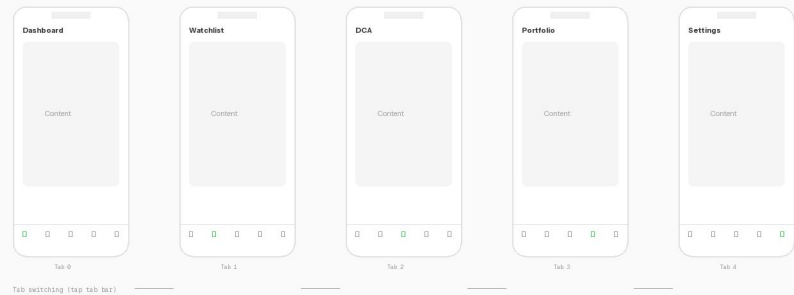 Dashboard
Watchlist
DCA
Portfolio
Settings
Content
Content
Content
Content
Content
Tab 0
Tab 1
Tab 2
Tab 3
Tab 4
Tab switching (tap tab bar)